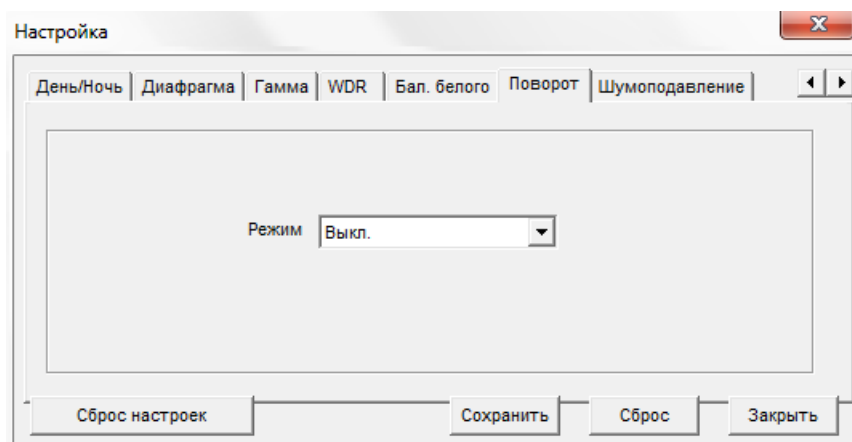 Настройка
День/Ночь Диафрагма Гамма WDR Бал. белого Поворот Шумоподавление
Режим Выкл.
Сброс настроек Сохранить Сброс Закрыть